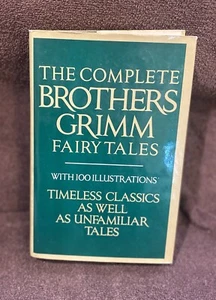 THE COMPLETE
BROTHERS
GRIMM
FAIRY TALES
WITH 100 ILLUSTRATIONS
TIMELESS CLASSICS
AS WELL
AS UNFAMILIAR
TALES